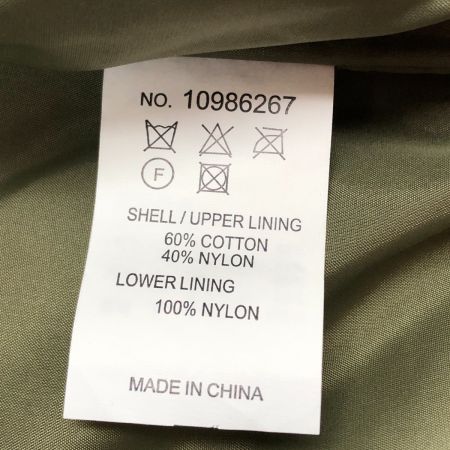 NO. 10986267
F
SHELL / UPPER LINING
60% COTTON
40% NYLON
LOWER LINING
100% NYLON
MADE IN CHINA